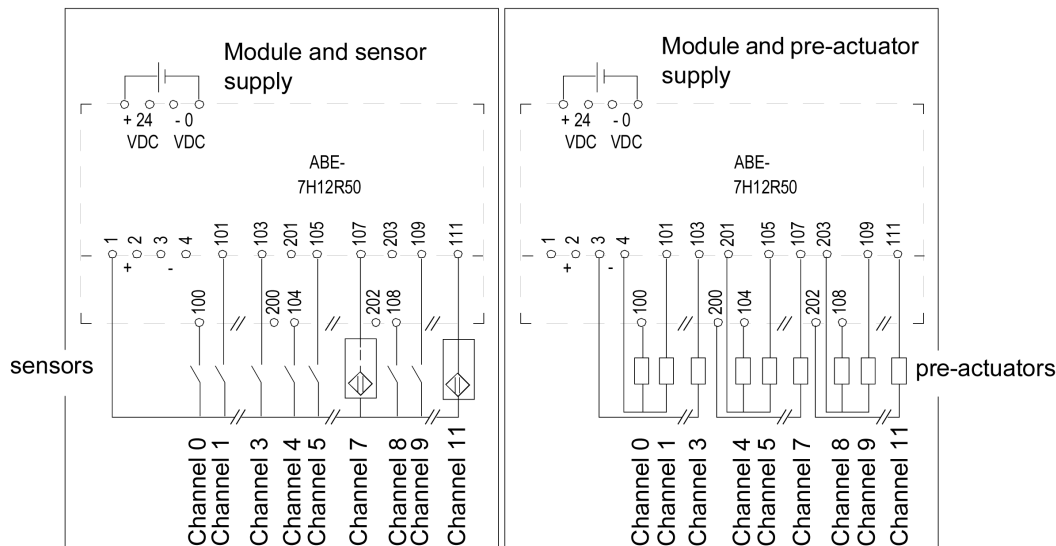 Module and sensor
supply
+ 24 - 0
VDC VDC
ABE-
7H12R50
1 2 3 4 101 103 201 105 107 203 109 111
+ -
100 200 104 202 108
sensors
Channel 0
Channel 1
Channel 3
Channel 4
Channel 5
Channel 7
Channel 8
Channel 9
Channel 11
Module and pre-actuator
supply
+ 24 - 0
VDC VDC
ABE-
7H12R50
1 2 3 4 101 103 201 105 107 203 109 111
+ -
100 200 104 202 108
pre-actuators
Channel 0
Channel 1
Channel 3
Channel 4
Channel 5
Channel 7
Channel 8
Channel 9
Channel 11